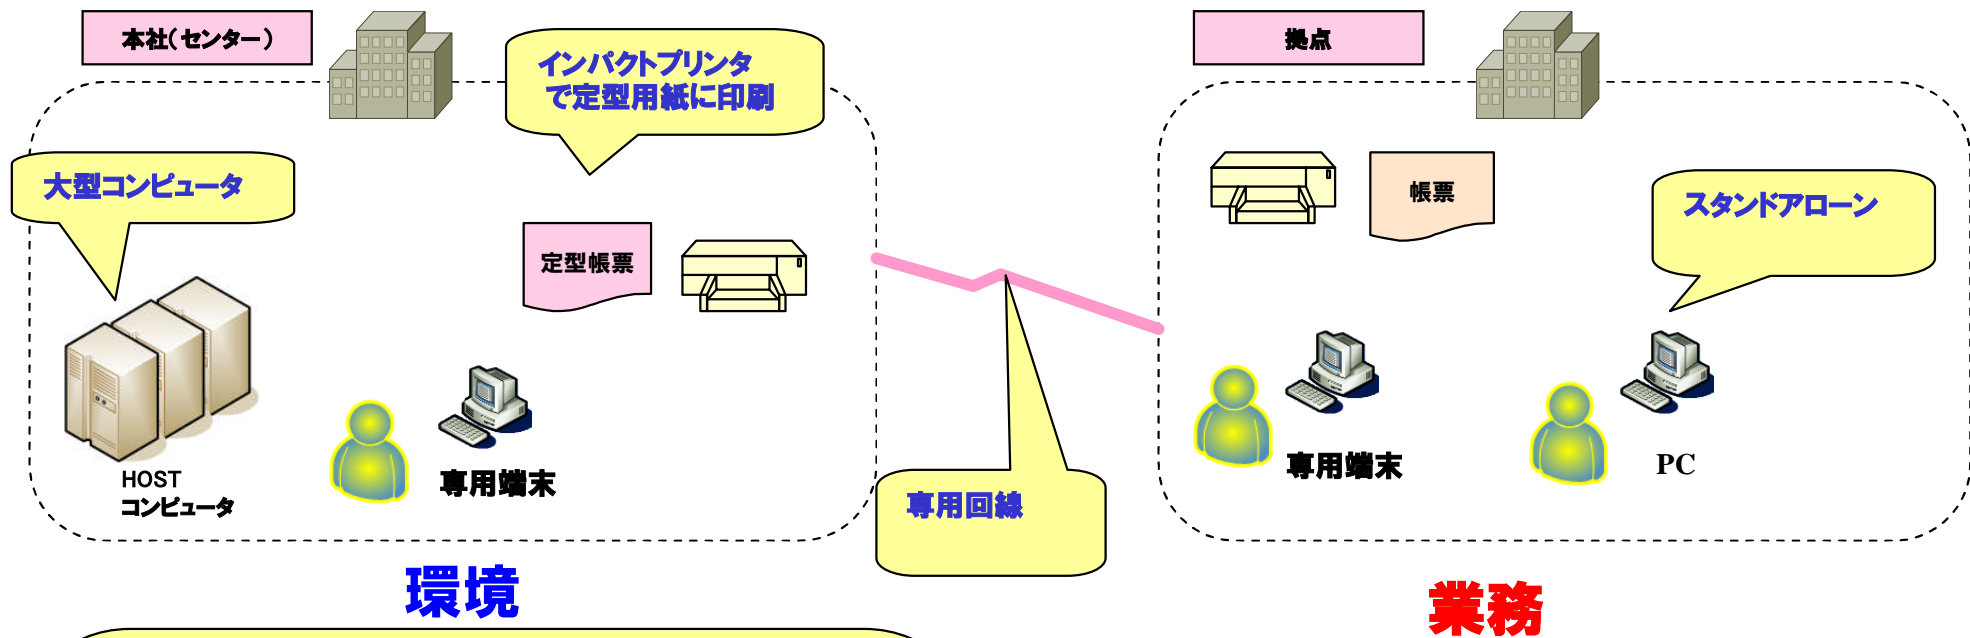 本社(センター)
インパクトプリンタ
で定型用紙に印刷
大型コンピュータ
定型帳票
HOST
コンピュータ
専用端末
専用回線
拠点
帳票
スタンドアローン
専用端末
PC
環境
業務